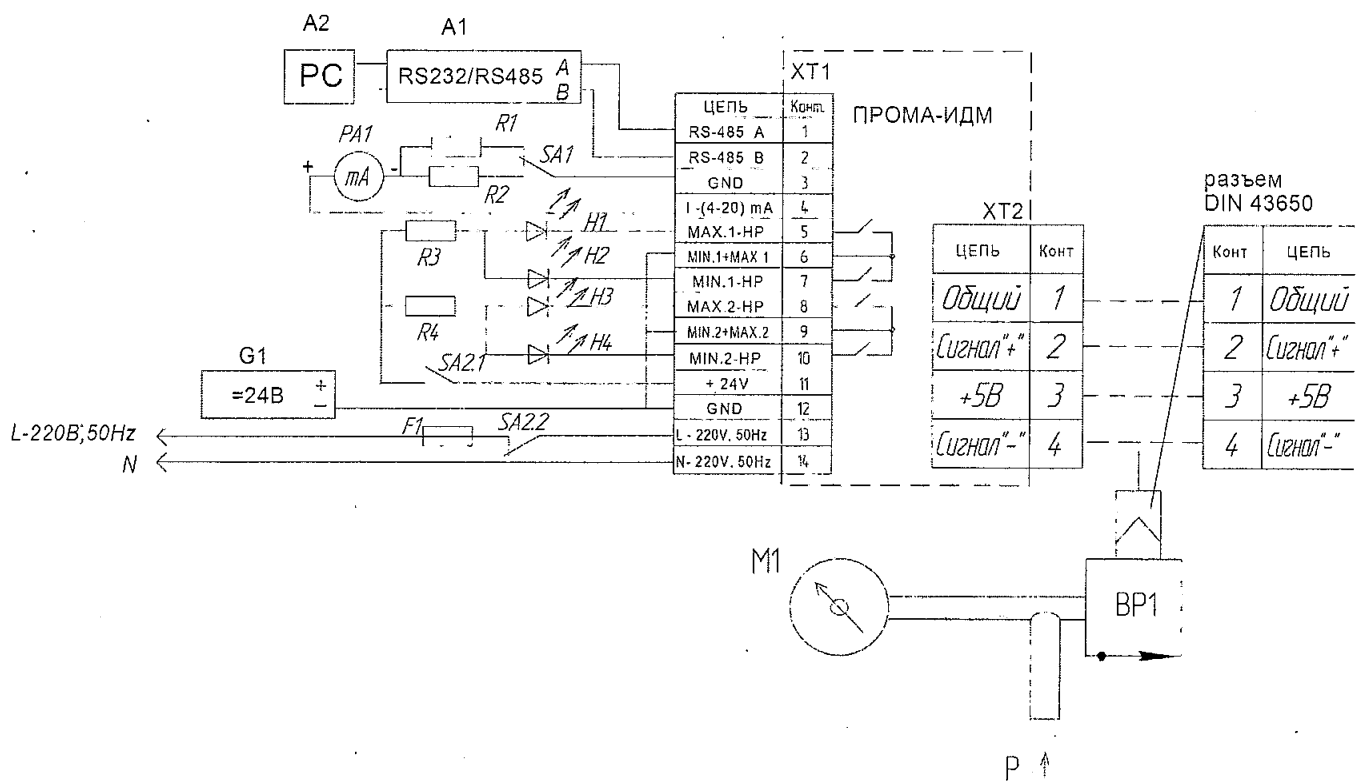 A2
A1
PC
RS232/RS485
A
B
PA1
+
mA
-
R1
R2
SA1
H1
R3
H2
H3
R4
H4
G1
=24В
+
−
SA2.1
L-220В,50Hz
F1
SA2.2
N
XT1
ПРОМА-ИДМ
ЦЕПЬ Конт.
RS-485 A 1
RS-485 B 2
GND 3
I -(4-20) mA 4
MAX.1-HP 5
MIN.1+MAX 1 6
MIN.1-HP 7
MAX.2-HP 8
MIN.2+MAX.2 9
MIN.2-HP 10
+ 24V 11
GND 12
L - 220V, 50Hz 13
N- 220V, 50Hz 14
XT2
ЦЕПЬ Конт
Общий 1
Сигнал"+" 2
+5В 3
Сигнал"-" 4
разъем
DIN 43650
Конт ЦЕПЬ
1 Общий
2 Сигнал"+"
3 +5В
4 Сигнал"-"
М1
ВР1
Р